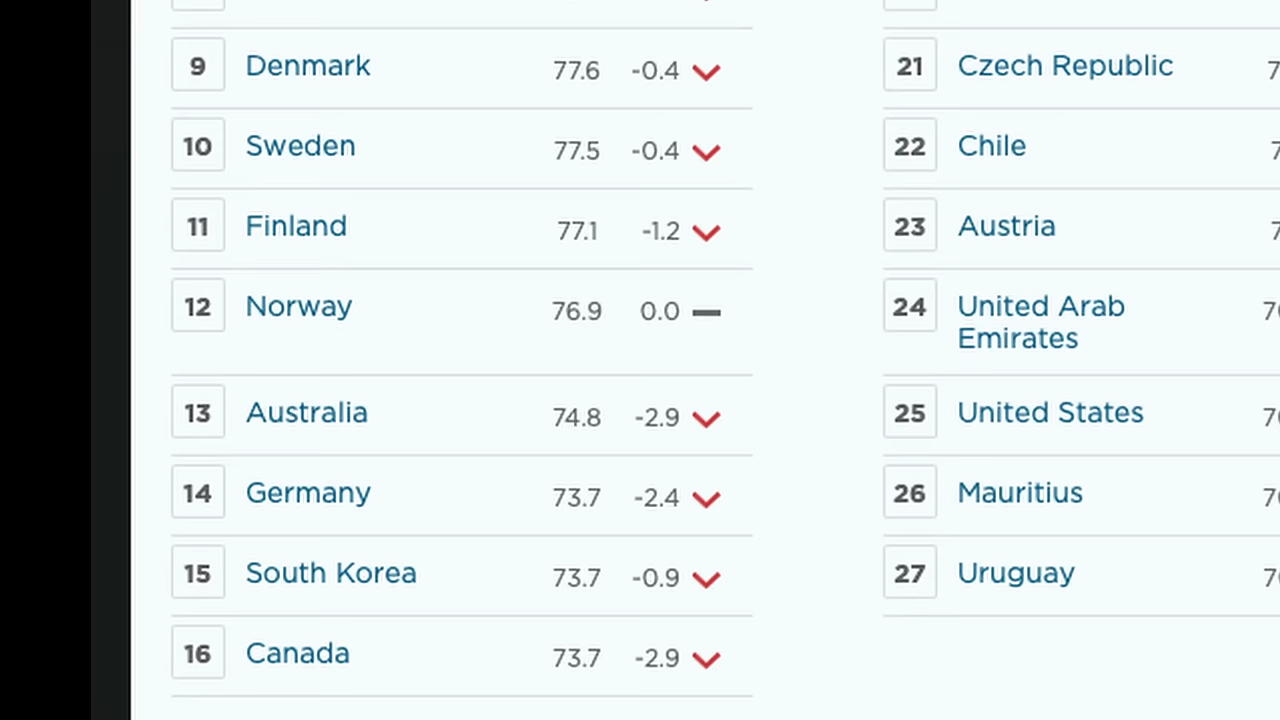 9 Denmark 77.6 -0.4
10 Sweden 77.5 -0.4
11 Finland 77.1 -1.2
12 Norway 76.9 0.0
13 Australia 74.8 -2.9
14 Germany 73.7 -2.4
15 South Korea 73.7 -0.9
16 Canada 73.7 -2.9
21 Czech Republic
22 Chile
23 Austria
24 United Arab
Emirates
25 United States
26 Mauritius
27 Uruguay